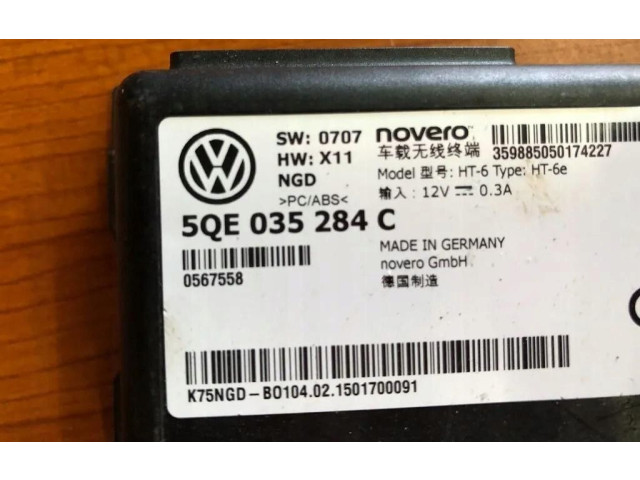 SW: 0707
HW: X11
NGD
>PC/ABS<
5QE 035 284 C
0567558
novero
车载无线终端
359885050174227
Model 型号: HT-6 Type: HT-6e
输入: 12V ⎓ 0.3A
MADE IN GERMANY
novero GmbH
德国制造
K75NGD-BO104.02.1501700091